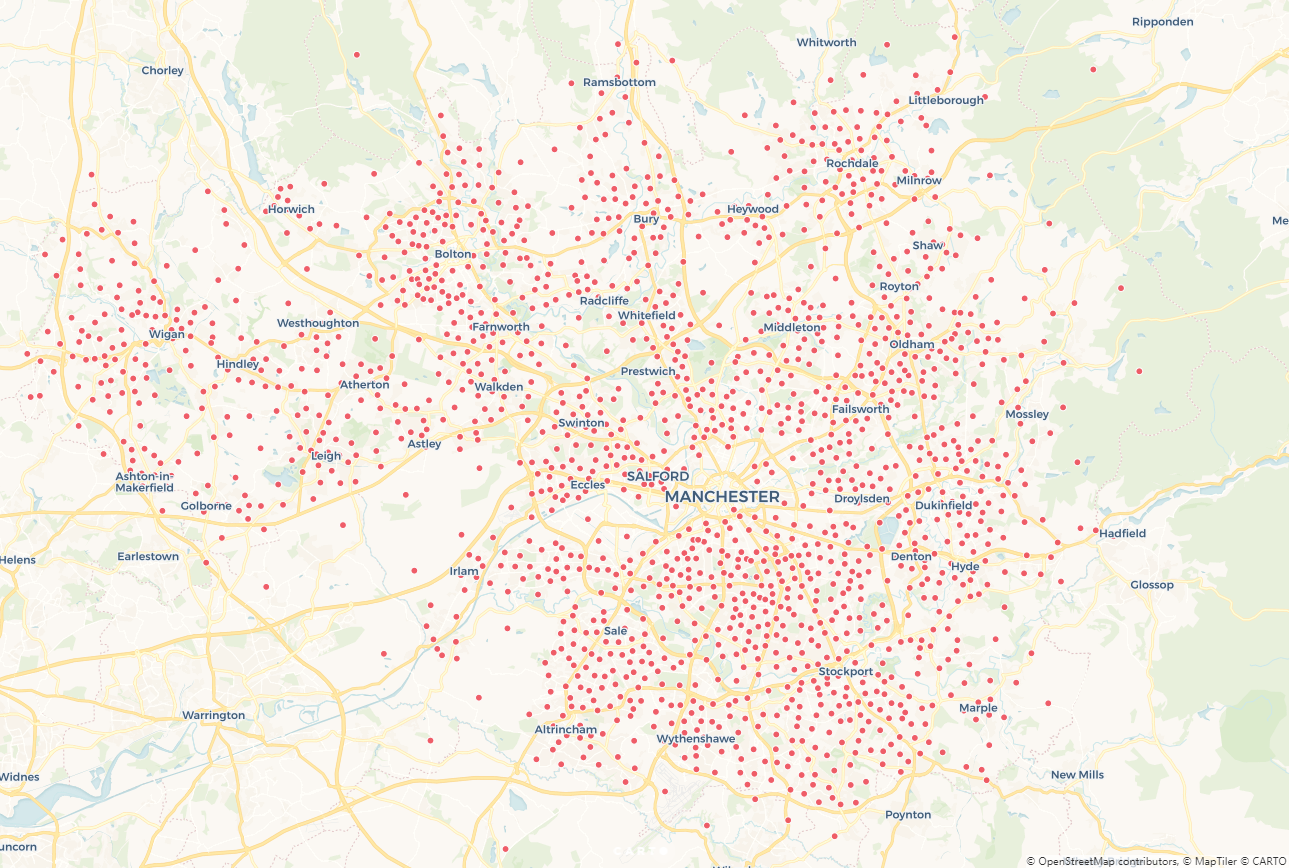 Ripponden
Whitworth
Chorley
Ramsbottom
Littleborough
Rochdale
Milnrow
Horwich
Heywood
Bury
Me
Shaw
Bolton
Royton
Radcliffe
Whitefield
Westhoughton
Farnworth
Middleton
Wigan
Oldham
Hindley
Prestwich
Atherton
Walkden
Failsworth
Mossley
Swinton
Astley
Leigh
Ashton-in-
Makerfield
SALFORD
Eccles
MANCHESTER
Droylsden
Golborne
Dukinfield
Hadfield
Earlestown
Helens
Denton
Hyde
Irlam
Glossop
Sale
Stockport
Marple
Warrington
Altrincham
Wythenshawe
Widnes
New Mills
Poynton
uncorn
© OpenStreetMap contributors, © MapTiler © CARTO